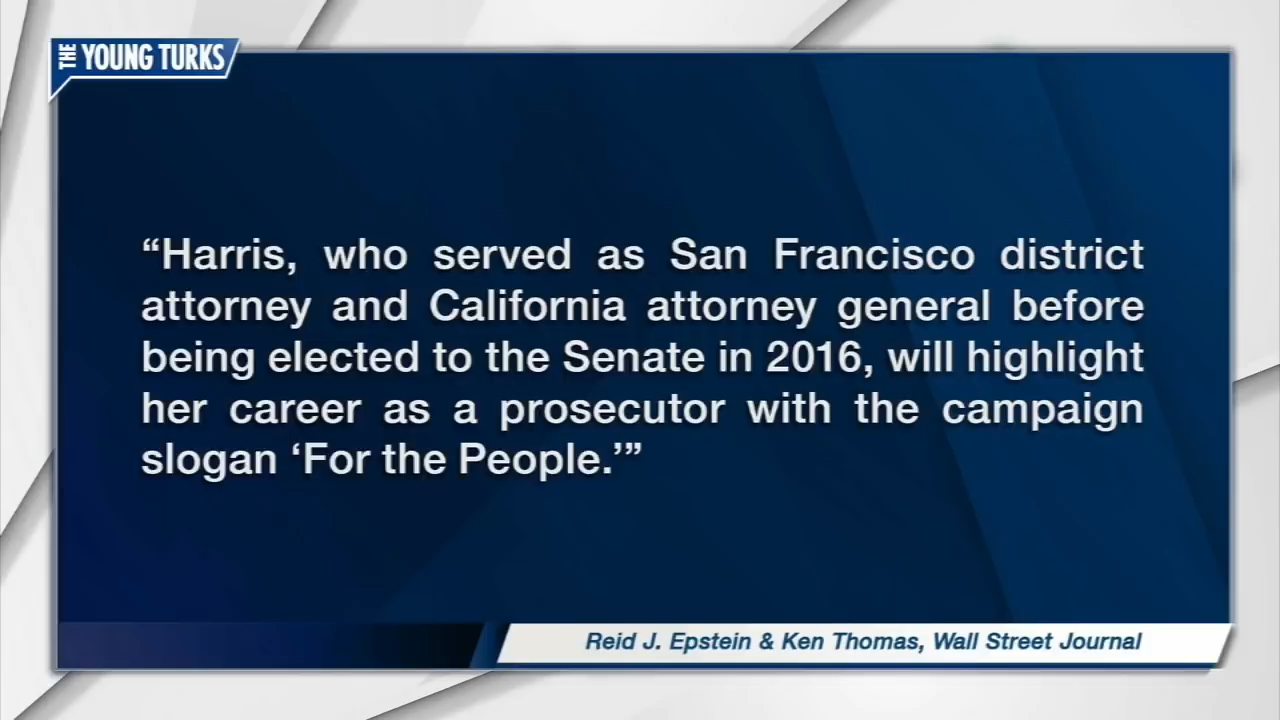 THE YOUNG TURKS
“Harris, who served as San Francisco district
attorney and California attorney general before
being elected to the Senate in 2016, will highlight
her career as a prosecutor with the campaign
slogan ‘For the People.’”
Reid J. Epstein & Ken Thomas, Wall Street Journal